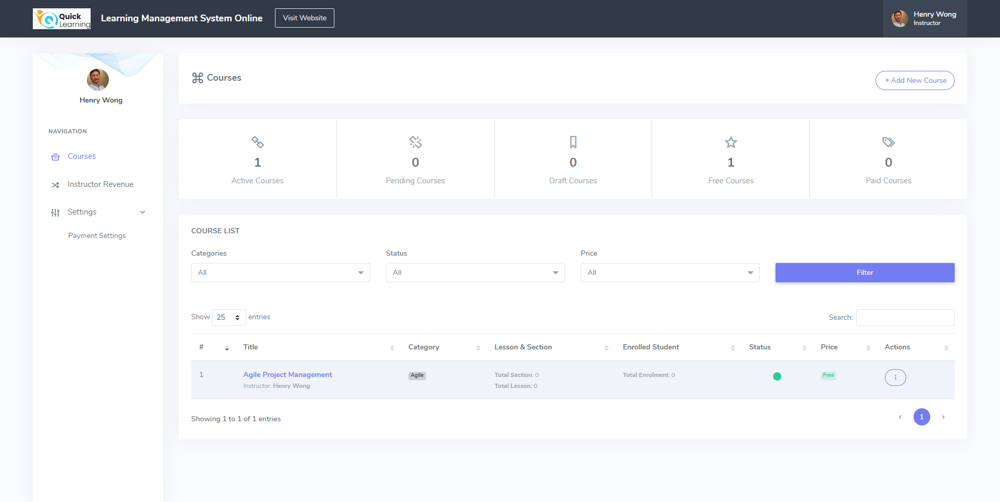 Quick
Learning
Learning Management System Online
Visit Website
Henry Wong
Instructor
Henry Wong
NAVIGATION
Courses
Instructor Revenue
Settings
Payment Settings
Courses
+ Add New Course
1
Active Courses
0
Pending Courses
0
Draft Courses
1
Free Courses
0
Paid Courses
COURSE LIST
Categories
All
Status
All
Price
All
Filter
Show 25 entries
Search:
# Title Category Lesson & Section Enrolled Student Status Price Actions
1 Agile Project Management Agile Total Section: 0 Total Enrolment: 0 Free
Instructor: Henry Wong Total Lesson: 0
Showing 1 to 1 of 1 entries
‹ 1 ›